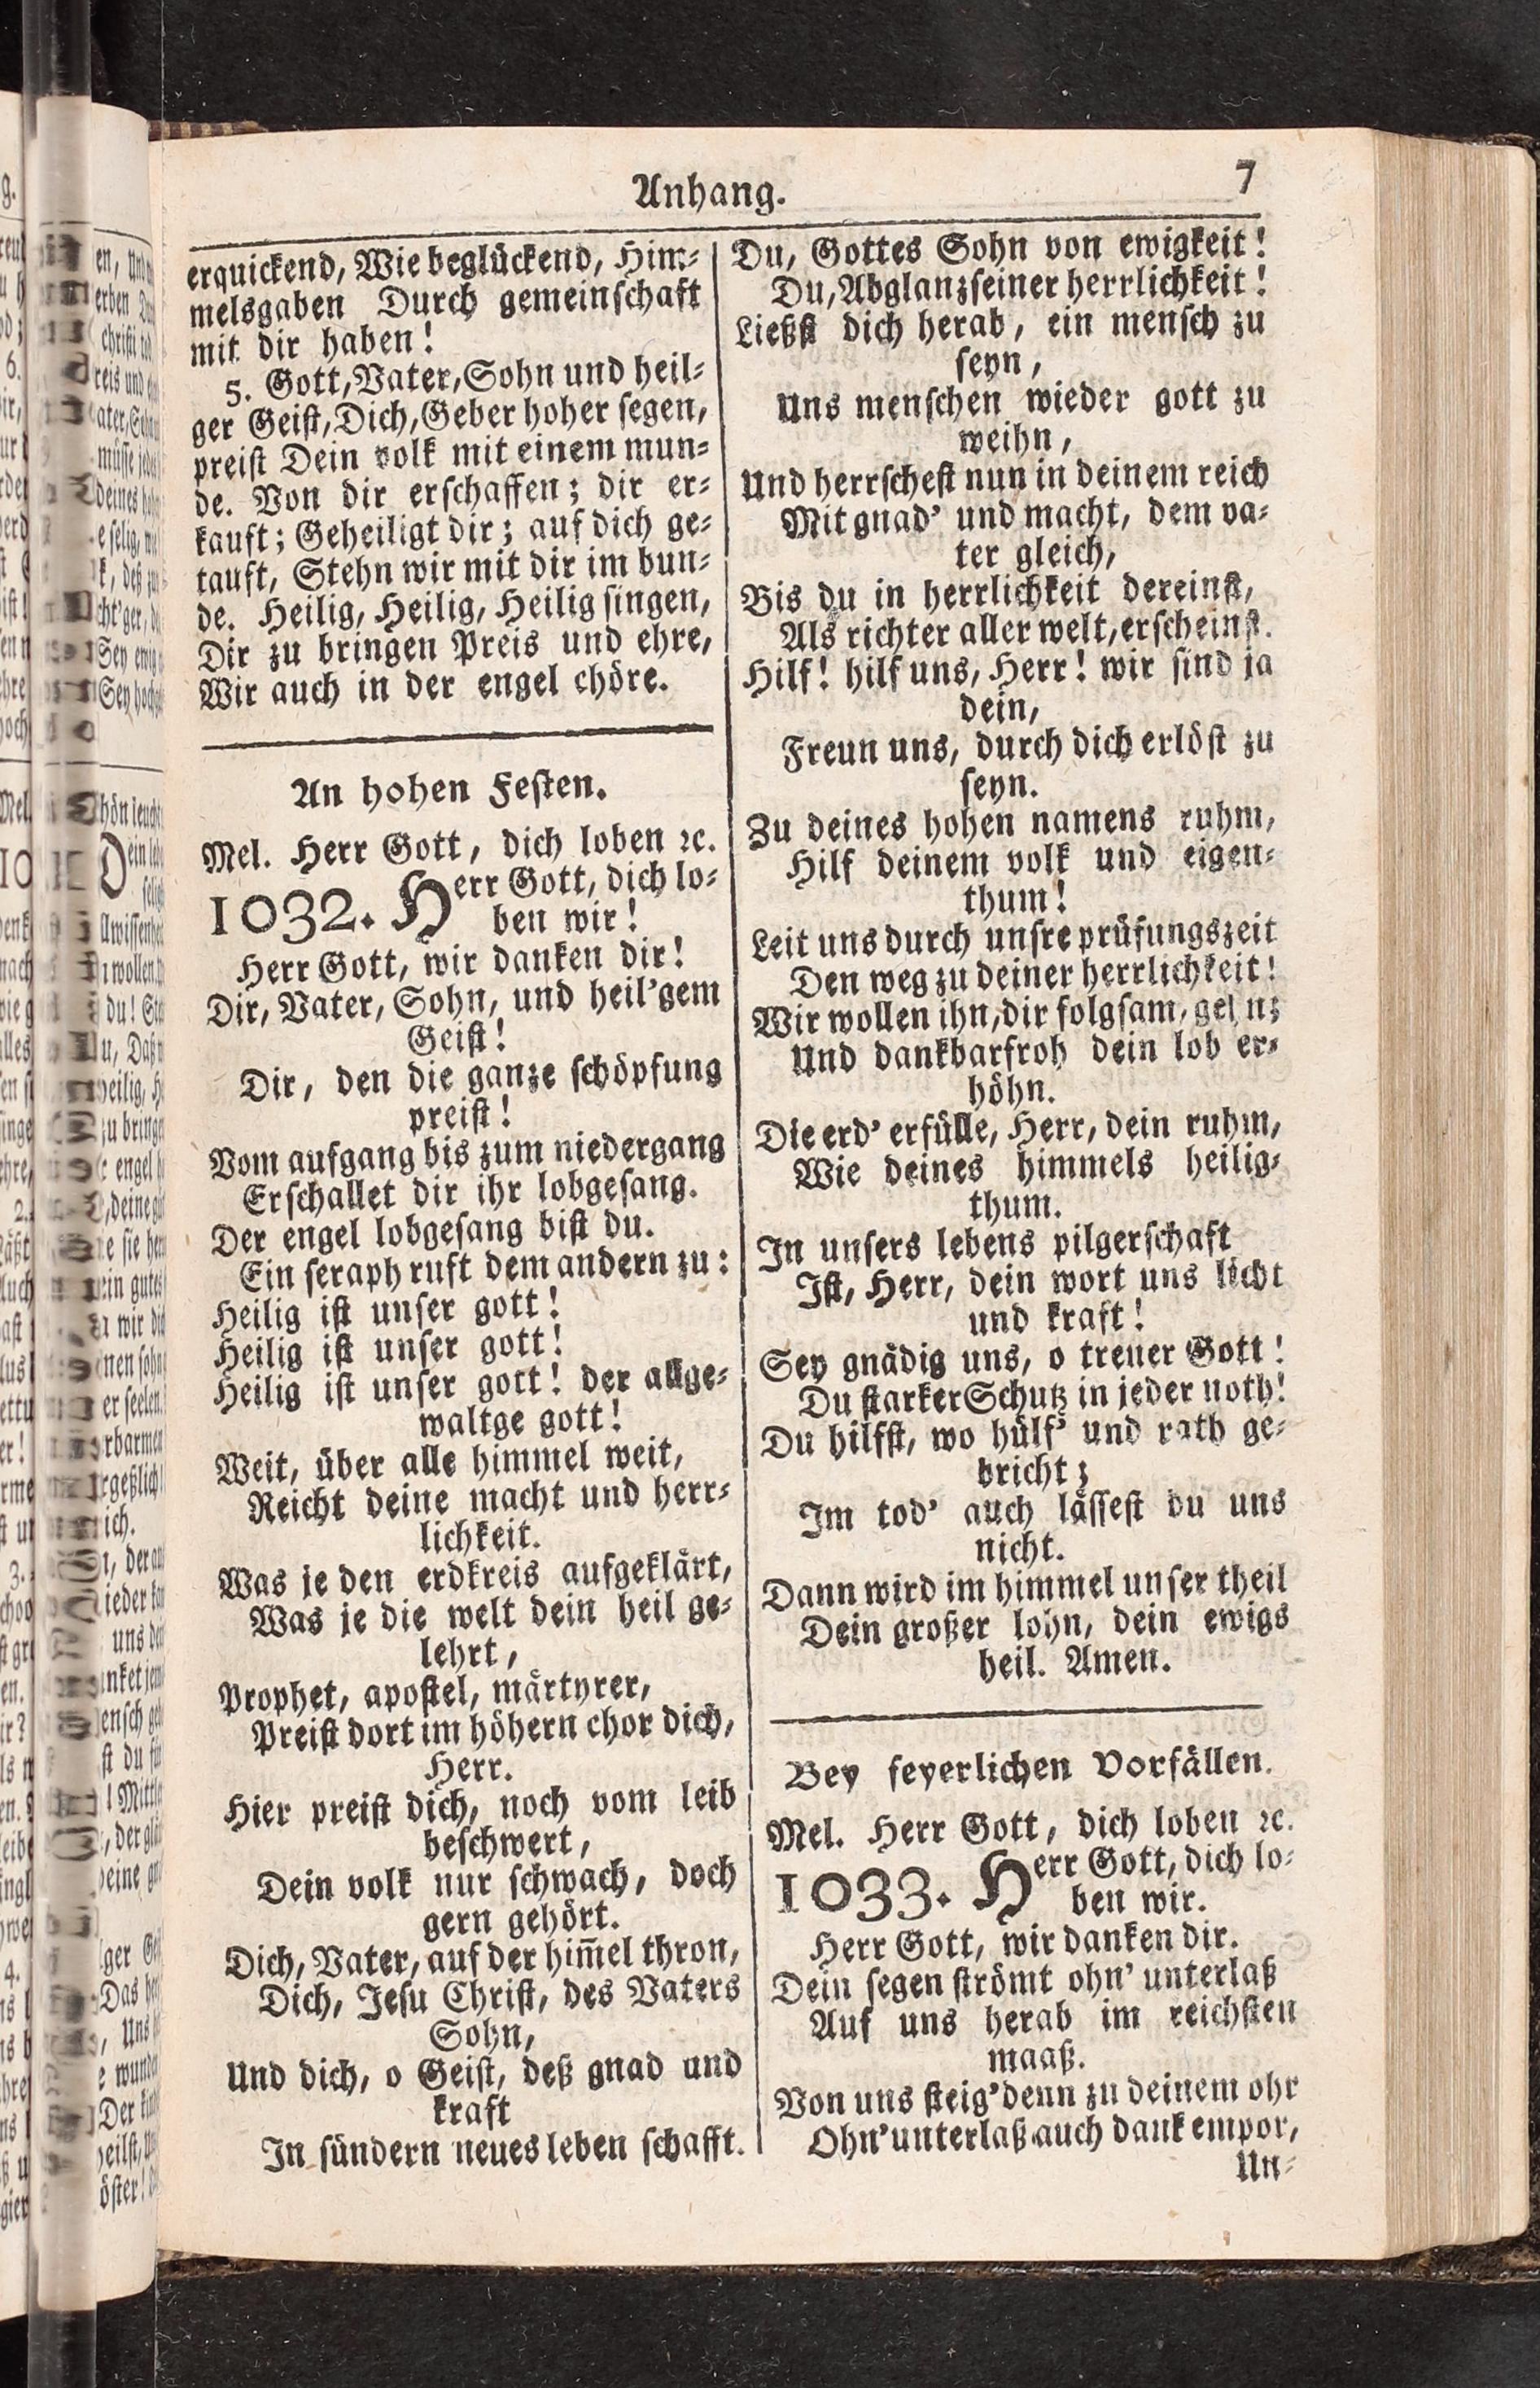 Anhang.
7
erquickend, Wie beglückend, Him-
melsgaben Durch gemeinschaft
mit dir haben!
5. Gott, Vater, Sohn und heil-
ger Geist, Dich, Geber hoher segen,
preist Dein volk mit einem mun-
de. Von dir erschaffen; dir er-
kauft; Geheiligt dir; auf dich ge-
tauft, Stehn wir mit dir im bun-
de. Heilig, Heilig, Heilig singen,
Dir zu bringen Preis und ehre,
Wir auch in der engel chöre.
An hohen Festen.
Mel. Herr Gott, dich loben ꝛc.
1032. Herr Gott, dich lo-
ben wir!
Herr Gott, wir danken dir!
Dir, Vater, Sohn, und heil'gem
Geist!
Dir, den die ganze schöpfung
preist!
Vom aufgang bis zum niedergang
Erschallet dir ihr lobgesang.
Der engel lobgesang bist du.
Ein seraph ruft dem andern zu:
Heilig ist unser gott!
Heilig ist unser gott!
Heilig ist unser gott! der allge-
waltge gott!
Weit, über alle himmel weit,
Reicht deine macht und herr-
lichkeit.
Was je den erdkreis aufgeklärt,
Was je die welt dein heil ge-
lehrt,
Prophet, apostel, märtyrer,
Preist dort im höhern chor dich,
Herr.
Hier preist dich, noch vom leib
beschwert,
Dein volk nur schwach, doch
gern gehört.
Dich, Vater, auf der him̄el thron,
Dich, Jesu Christ, des Vaters
Sohn,
Und dich, o Geist, deß gnad und
kraft
In sündern neues leben schafft.
Du, Gottes Sohn von ewigkeit!
Du, Abglanz seiner herrlichkeit!
Ließst dich herab, ein mensch zu
seyn,
Uns menschen wieder gott zu
weihn,
Und herrschest nun in deinem reich
Mit gnad' und macht, dem va-
ter gleich,
Bis du in herrlichkeit dereinst,
Als richter aller welt, erscheinst.
Hilf! hilf uns, Herr! wir sind ja
dein,
Freun uns, durch dich erlöst zu
seyn.
Zu deines hohen namens ruhm,
Hilf deinem volk und eigen-
thum!
Leit uns durch unsre prüfungszeit
Den weg zu deiner herrlichkeit!
Wir wollen ihn, dir folgsam, gehn;
Und dankbarfroh dein lob er-
höhn.
Die erd' erfülle, Herr, dein ruhm,
Wie deines himmels heilig-
thum.
In unsers lebens pilgerschaft
Ist, Herr, dein wort uns licht
und kraft!
Sey gnädig uns, o treuer Gott!
Du starker Schutz in jeder noth!
Du hilfst, wo hülf' und rath ge-
bricht;
Im tod' auch lässest du uns
nicht.
Dann wird im himmel unser theil
Dein großer lohn, dein ewigs
heil. Amen.
Bey feyerlichen Vorfällen.
Mel. Herr Gott, dich loben ꝛc.
1033. Herr Gott, dich lo-
ben wir.
Herr Gott, wir danken dir.
Dein segen strömt ohn' unterlaß
Auf uns herab im reichsten
maaß.
Von uns steig' denn zu deinem ohr
Ohn' unterlaß auch dank empor,
Un-